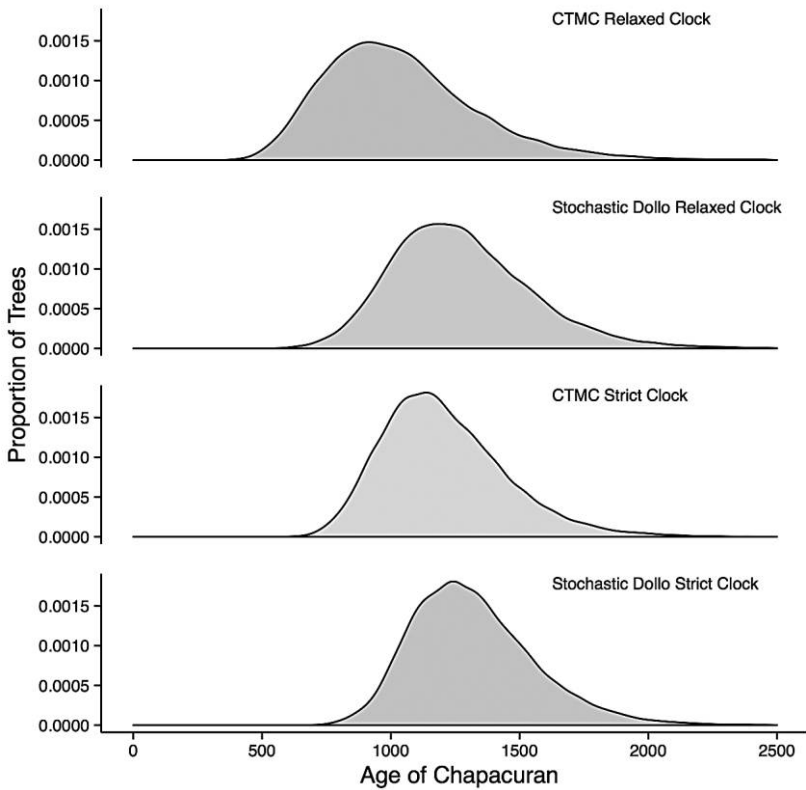 CTMC Relaxed Clock
0.0015
0.0010
0.0005
0.0000
Stochastic Dollo Relaxed Clock
0.0015
0.0010
0.0005
0.0000
Proportion of Trees
CTMC Strict Clock
0.0015
0.0010
0.0005
0.0000
Stochastic Dollo Strict Clock
0.0015
0.0010
0.0005
0.0000
0 500 1000 1500 2000 2500
Age of Chapacuran